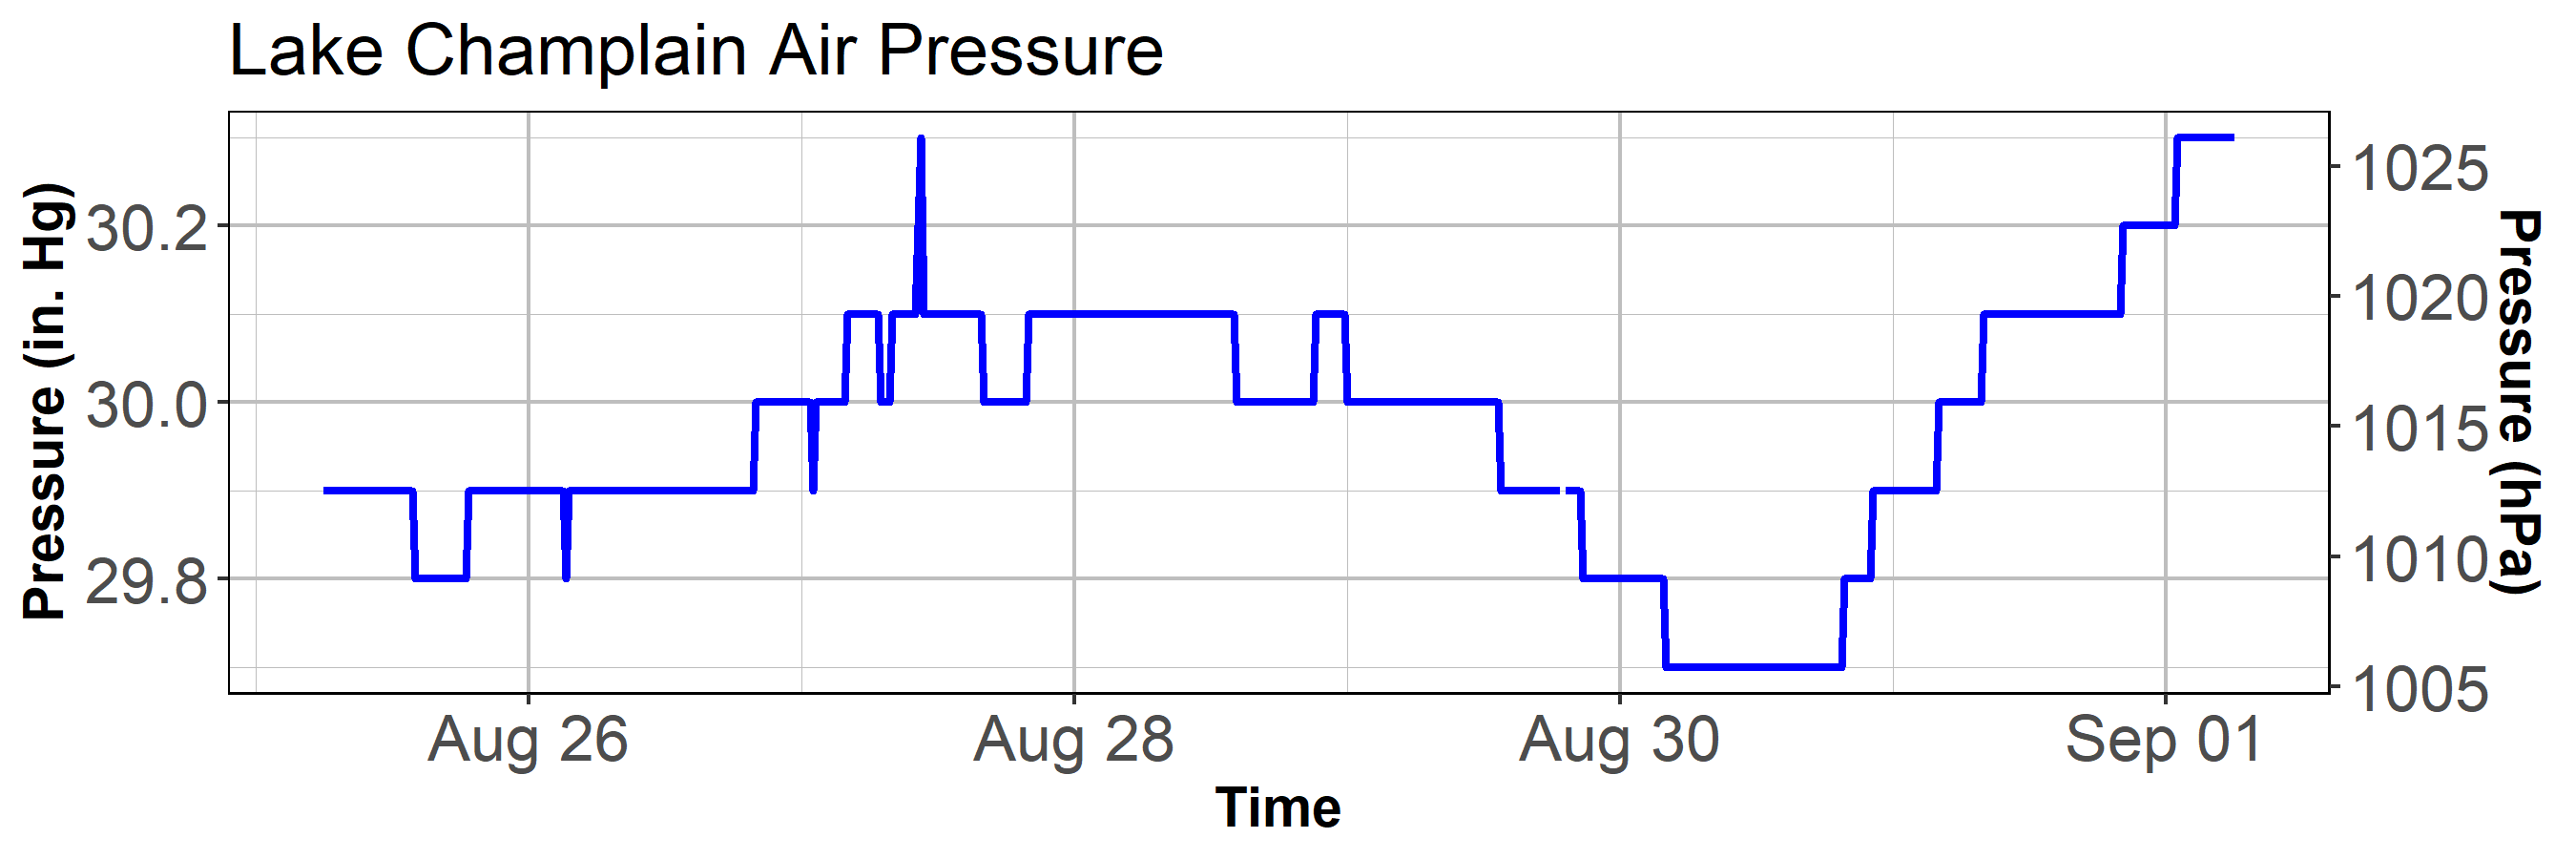 Lake Champlain Air Pressure
Pressure (in. Hg)
30.2
30.0
29.8
1025
1020
1015
1010
1005
Pressure (hPa)
Aug 26 Aug 28 Aug 30 Sep 01
Time